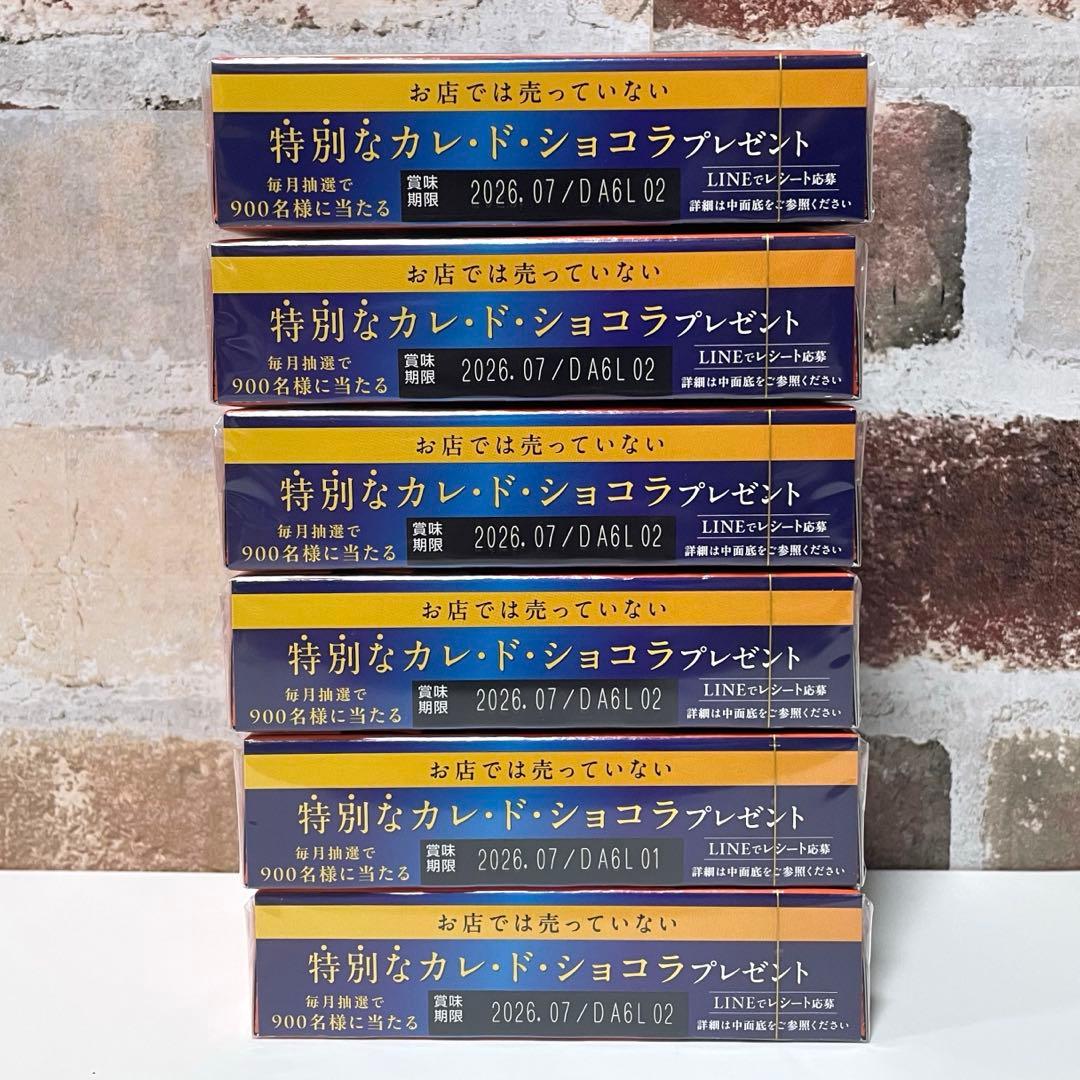 お店では売っていない
特別なカレ・ド・ショコラプレゼント
毎月抽選で
900名様に当たる
賞味
期限
2026.07/DA6L02
LINEでレシート応募
詳細は中面底をご参照ください
お店では売っていない
特別なカレ・ド・ショコラプレゼント
毎月抽選で
900名様に当たる
賞味
期限
2026.07/DA6L02
LINEでレシート応募
詳細は中面底をご参照ください
お店では売っていない
特別なカレ・ド・ショコラプレゼント
毎月抽選で
900名様に当たる
賞味
期限
2026.07/DA6L02
LINEでレシート応募
詳細は中面底をご参照ください
お店では売っていない
特別なカレ・ド・ショコラプレゼント
毎月抽選で
900名様に当たる
賞味
期限
2026.07/DA6L02
LINEでレシート応募
詳細は中面底をご参照ください
お店では売っていない
特別なカレ・ド・ショコラプレゼント
毎月抽選で
900名様に当たる
賞味
期限
2026.07/DA6L01
LINEでレシート応募
詳細は中面底をご参照ください
お店では売っていない
特別なカレ・ド・ショコラプレゼント
毎月抽選で
900名様に当たる
賞味
期限
2026.07/DA6L02
LINEでレシート応募
詳細は中面底をご参照ください